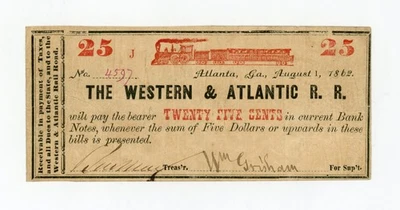 Receivable in payment of Taxes,
and all Dues to the State, and to the
Western & Atlantic Rail Road.
25 J 25
No. 4597 Atlanta, Ga., August 1, 1862.
THE WESTERN & ATLANTIC R. R.
will pay the bearer TWENTY FIVE CENTS in current Bank
Notes, whenever the sum of Five Dollars or upwards in these
bills is presented.
Treas'r. Wm Grisham For Sup't.